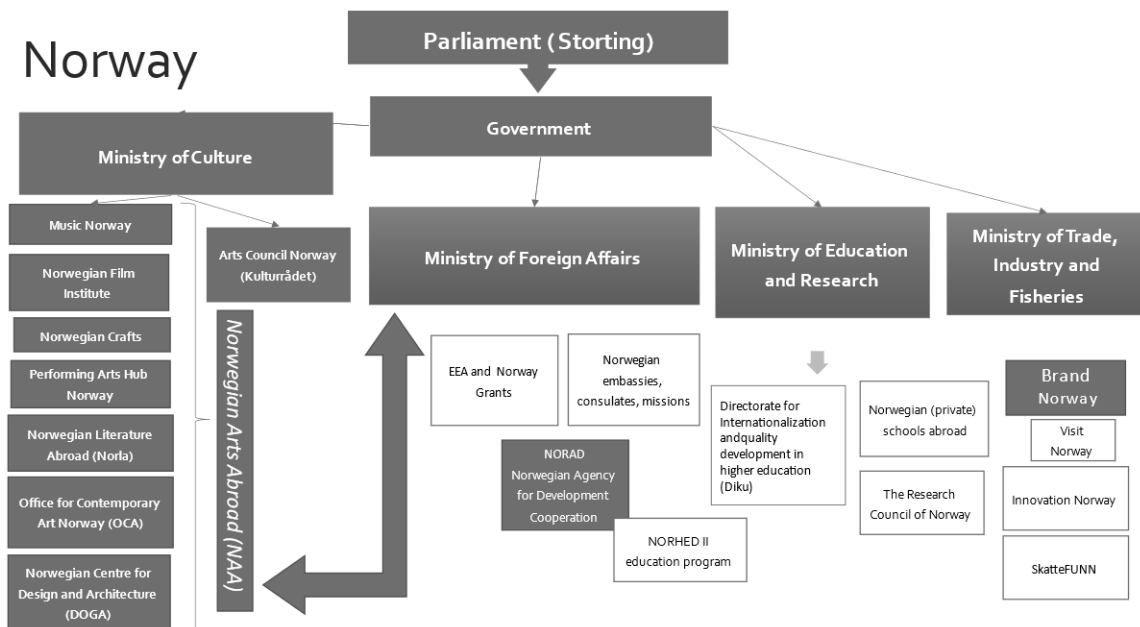 Norway
Parliament (Storting)
Government
Ministry of Culture
Music Norway
Norwegian Film
Institute
Norwegian Crafts
Performing Arts Hub
Norway
Norwegian Literature
Abroad (Norla)
Office for Contemporary
Art Norway (OCA)
Norwegian Centre for
Design and Architecture
(DOGA)
Arts Council Norway
(Kulturrådet)
Norwegian Arts Abroad (NAA)
Ministry of Foreign Affairs
EEA and Norway
Grants
Norwegian
embassies,
consulates, missions
NORAD
Norwegian Agency
for Development
Cooperation
NORHED II
education program
Ministry of Education
and Research
Directorate for
Internationalization
andquality
development in
higher education
(Diku)
Norwegian (private)
schools abroad
The Research
Council of Norway
Ministry of Trade,
Industry and
Fisheries
Brand
Norway
Visit
Norway
Innovation Norway
SkatteFUNN